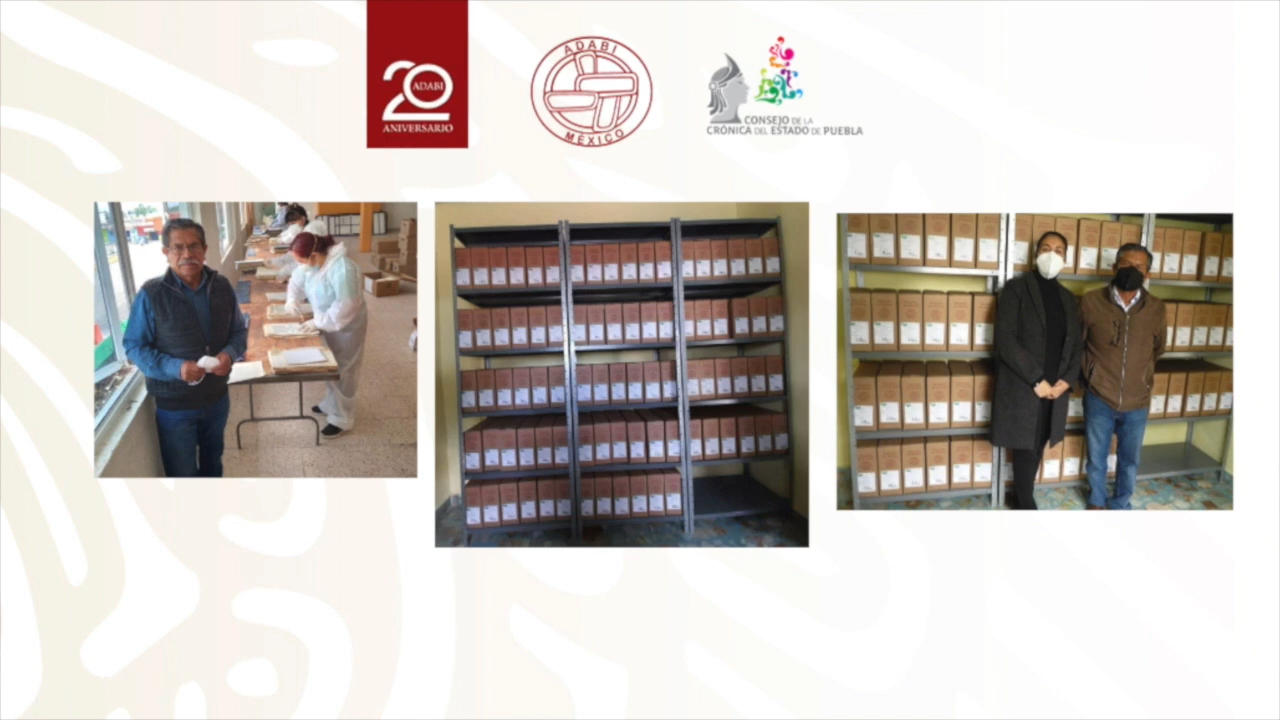 20
ADABI
ANIVERSARIO
ADABI
MÉXICO
CONSEJO DE LA
CRÓNICA DEL ESTADO DE PUEBLA